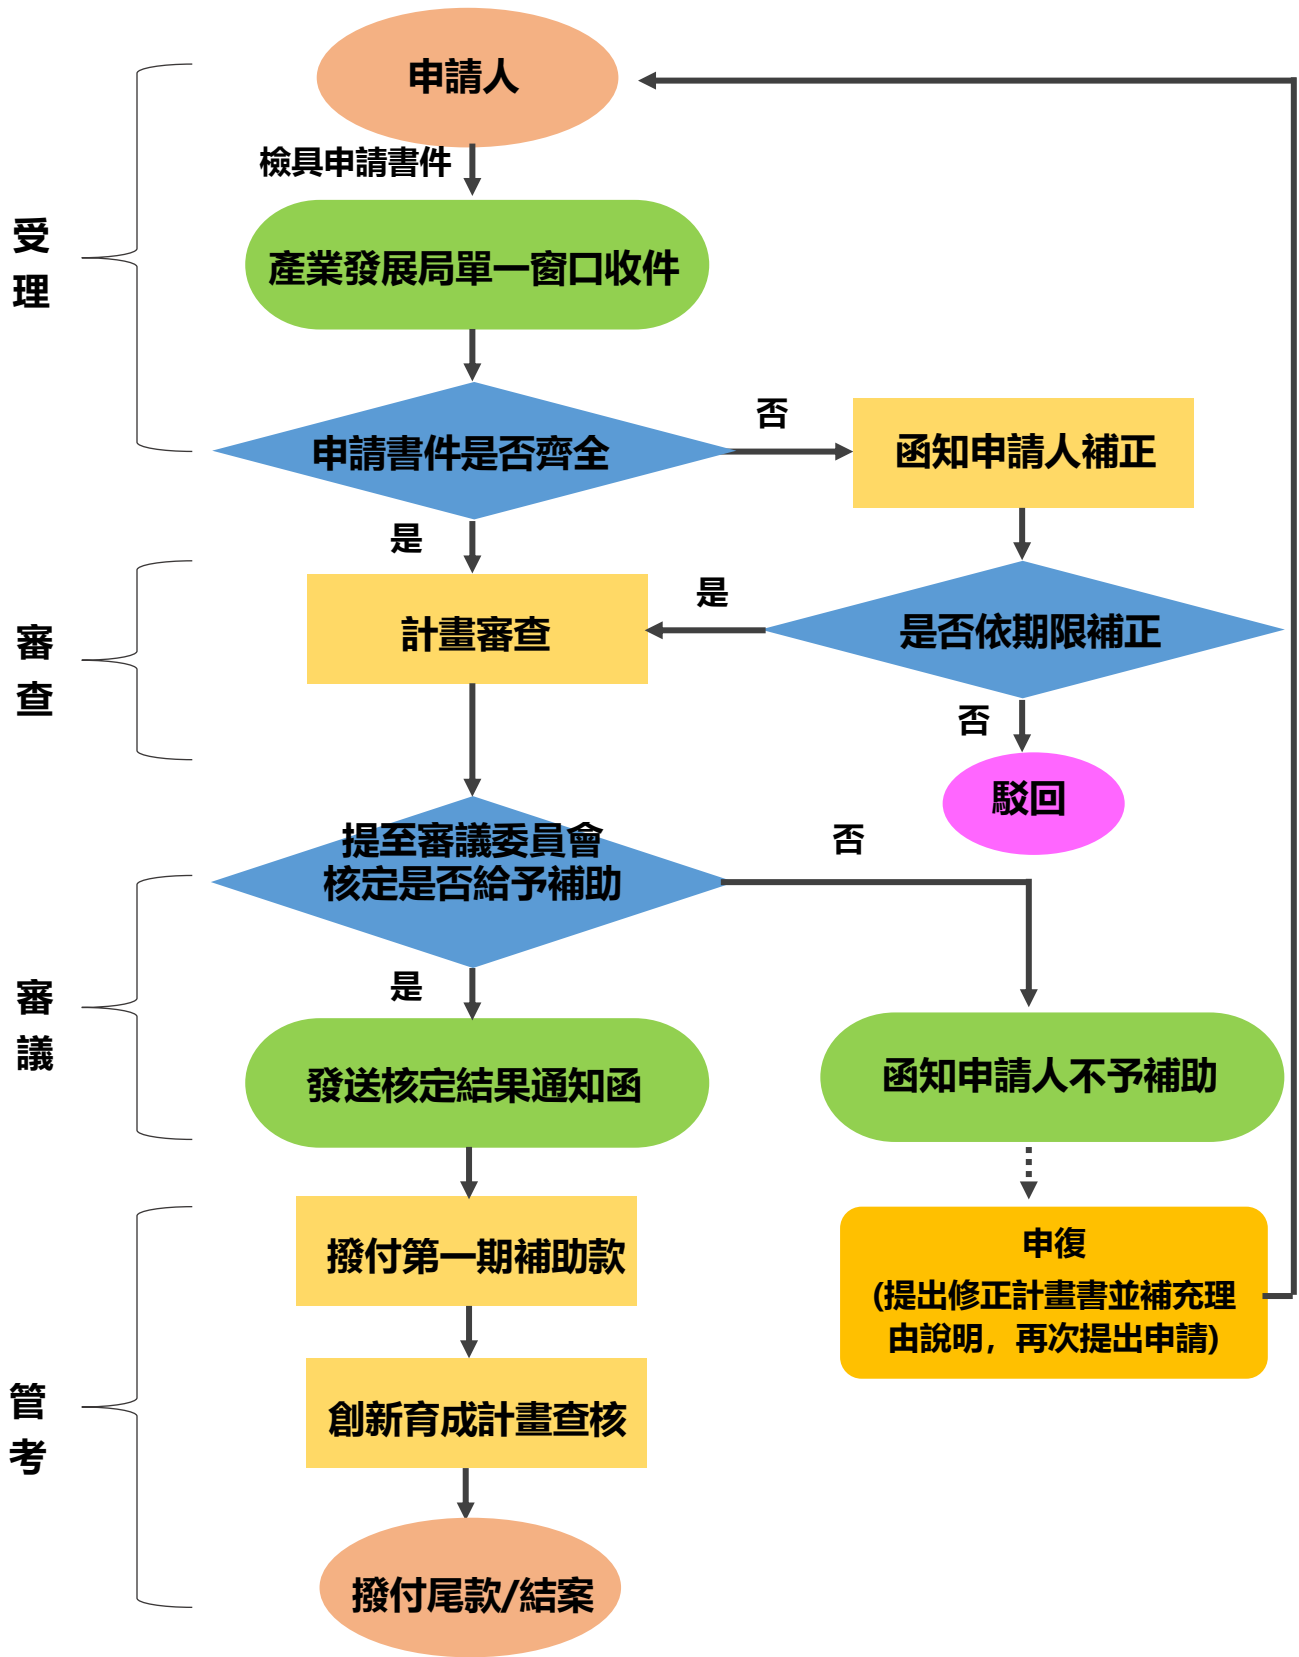 申請人
檢具申請書件
受
理
產業發展局單一窗口收件
申請書件是否齊全
否
函知申請人補正
是
審
查
計畫審查
是
是否依期限補正
否
駁回
提至審議委員會
核定是否給予補助
否
是
審
議
發送核定結果通知函
函知申請人不予補助
管
考
撥付第一期補助款
申復
(提出修正計畫書並補充理
由說明，再次提出申請)
創新育成計畫查核
撥付尾款/結案